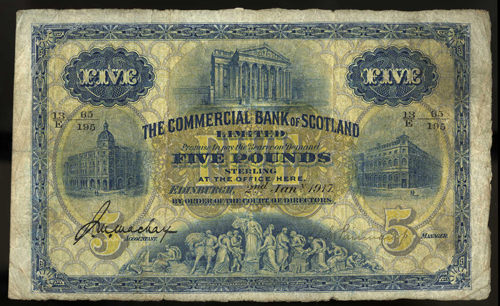 FIVE FIVE
13/E 65/195 13/E 65/195
THE COMMERCIAL BANK OF SCOTLAND
LIMITED
Promise to pay the Bearer on Demand
FIVE POUNDS
STERLING
AT THE OFFICE HERE.
EDINBURGH, 2nd Jany 1917.
BY ORDER OF THE COURT OF DIRECTORS
5 5
ACCOUNTANT. MANAGER.